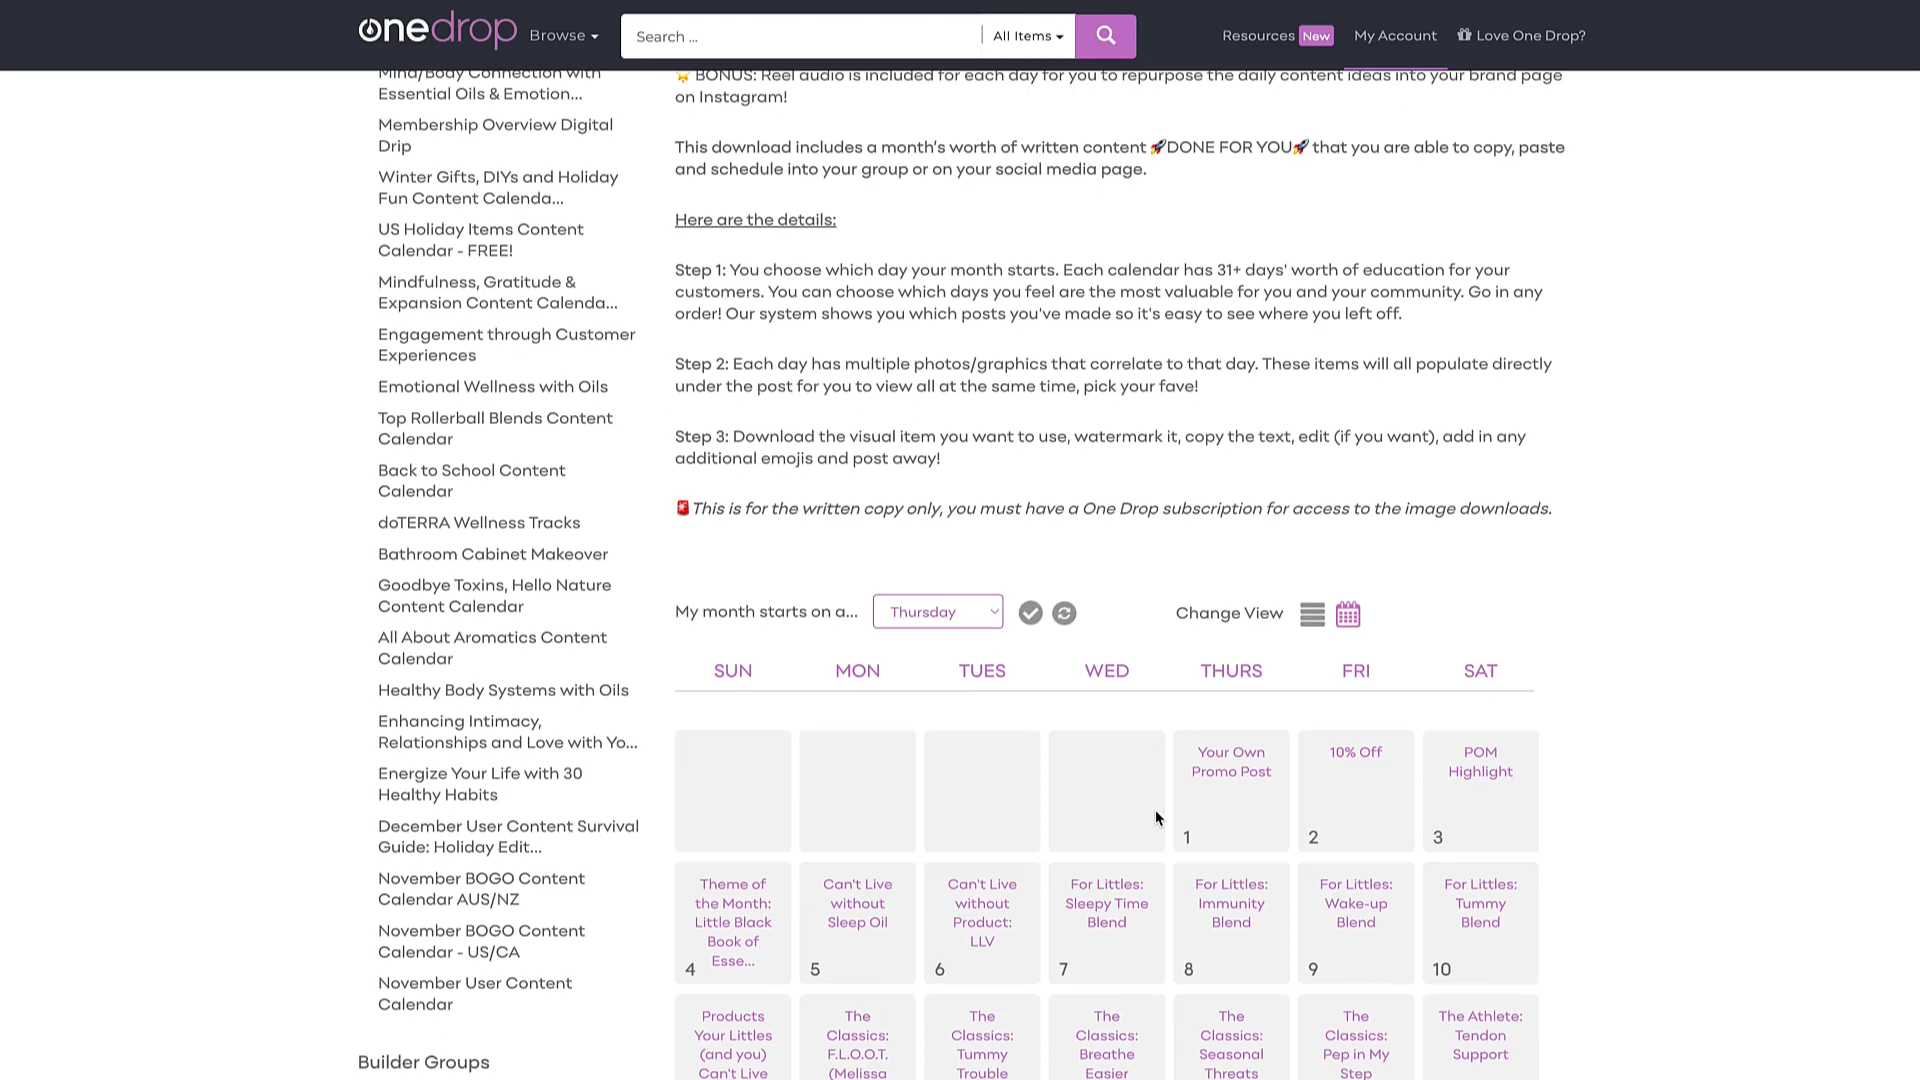 onedrop Browse Search ... All Items Resources New My Account Love One Drop?
Mind/Body Connection with
Essential Oils & Emotion...
Membership Overview Digital
Drip
Winter Gifts, DIYs and Holiday
Fun Content Calenda...
US Holiday Items Content
Calendar - FREE!
Mindfulness, Gratitude &
Expansion Content Calenda...
Engagement through Customer
Experiences
Emotional Wellness with Oils
Top Rollerball Blends Content
Calendar
Back to School Content
Calendar
doTERRA Wellness Tracks
Bathroom Cabinet Makeover
Goodbye Toxins, Hello Nature
Content Calendar
All About Aromatics Content
Calendar
Healthy Body Systems with Oils
Enhancing Intimacy,
Relationships and Love with Yo...
Energize Your Life with 30
Healthy Habits
December User Content Survival
Guide: Holiday Edit...
November BOGO Content
Calendar AUS/NZ
November BOGO Content
Calendar - US/CA
November User Content
Calendar
Builder Groups
⭐ BONUS: Reel audio is included for each day for you to repurpose the daily content ideas into your brand page
on Instagram!
This download includes a month's worth of written content 🚀DONE FOR YOU🚀 that you are able to copy, paste
and schedule into your group or on your social media page.
Here are the details:
Step 1: You choose which day your month starts. Each calendar has 31+ days' worth of education for your
customers. You can choose which days you feel are the most valuable for you and your community. Go in any
order! Our system shows you which posts you've made so it's easy to see where you left off.
Step 2: Each day has multiple photos/graphics that correlate to that day. These items will all populate directly
under the post for you to view all at the same time, pick your fave!
Step 3: Download the visual item you want to use, watermark it, copy the text, edit (if you want), add in any
additional emojis and post away!
🚨This is for the written copy only, you must have a One Drop subscription for access to the image downloads.
My month starts on a... Thursday Change View
SUN MON TUES WED THURS FRI SAT
Your Own
Promo Post
1
10% Off
2
POM
Highlight
3
Theme of
the Month:
Little Black
Book of
Esse...
4
Can't Live
without
Sleep Oil
5
Can't Live
without
Product:
LLV
6
For Littles:
Sleepy Time
Blend
7
For Littles:
Immunity
Blend
8
For Littles:
Wake-up
Blend
9
For Littles:
Tummy
Blend
10
Products
Your Littles
(and you)
Can't Live
The
Classics:
F.L.O.O.T.
(Melissa
The
Classics:
Tummy
Trouble
The
Classics:
Breathe
Easier
The
Classics:
Seasonal
Threats
The
Classics:
Pep in My
Step
The Athlete:
Tendon
Support